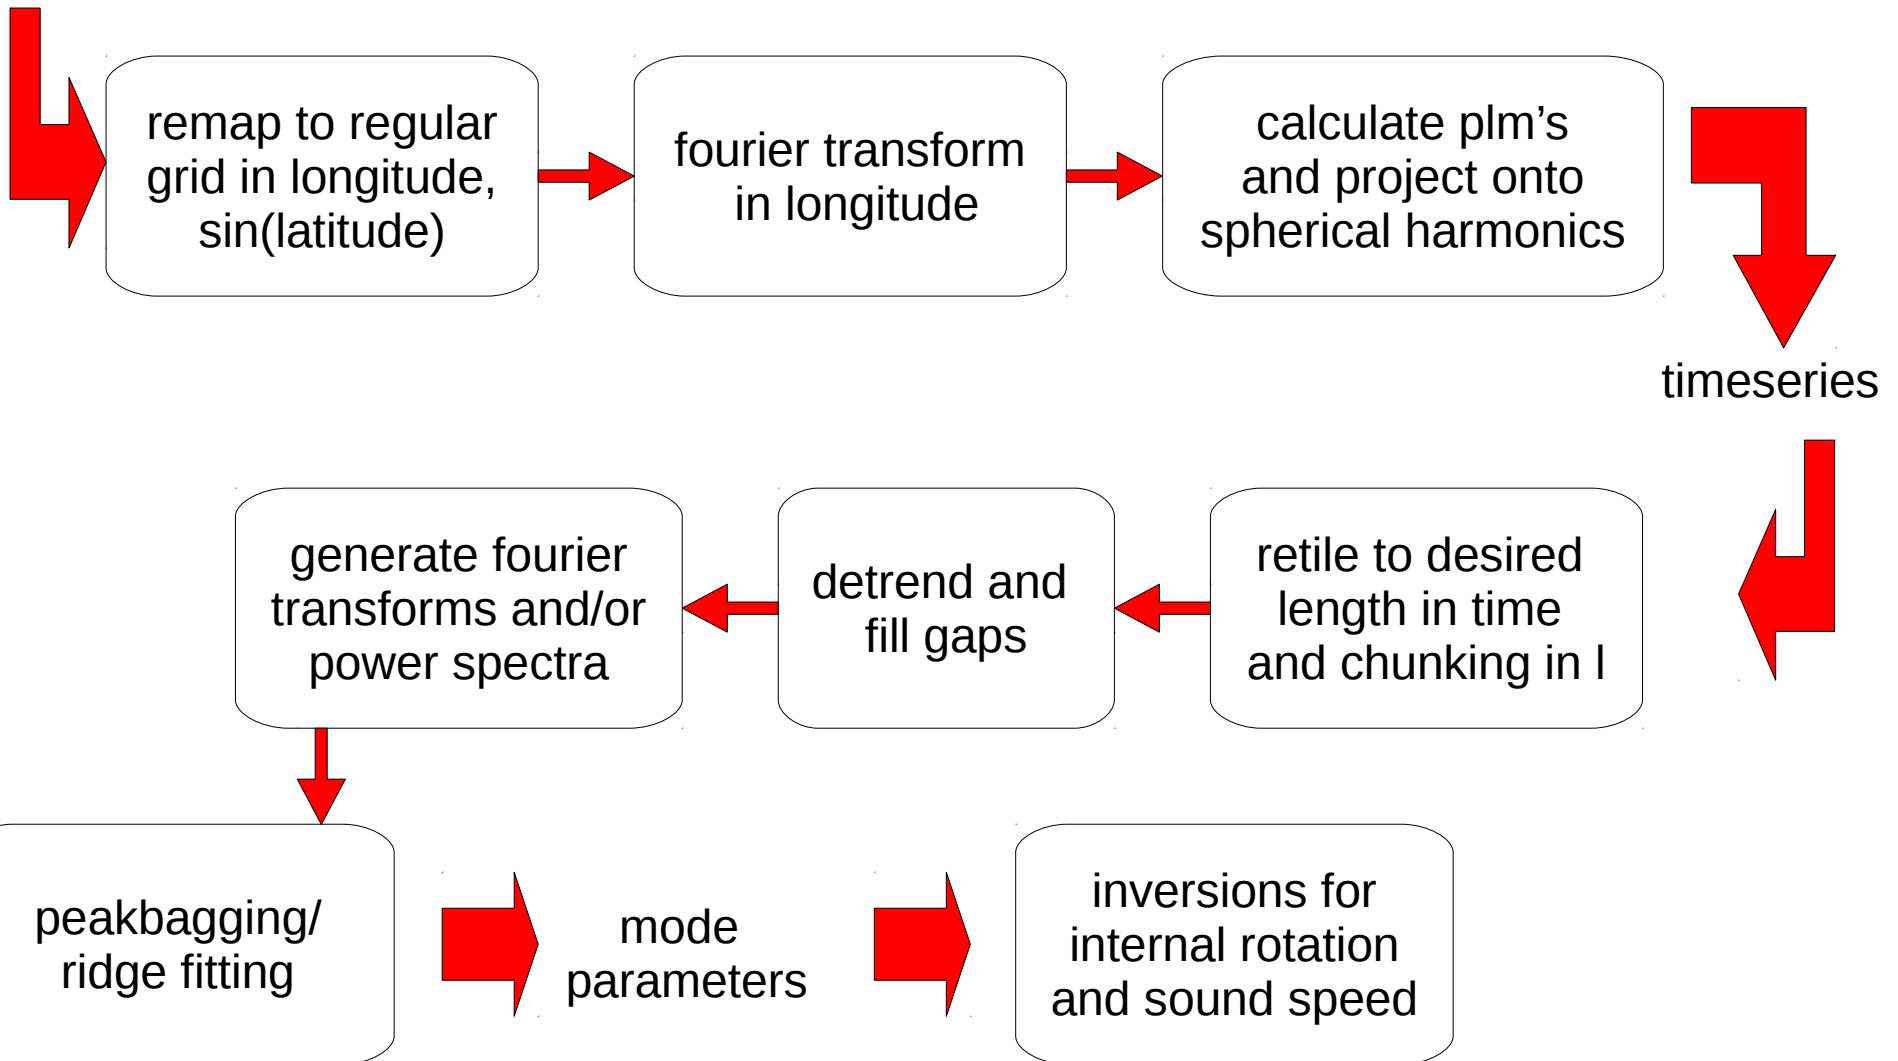 remap to regular
grid in longitude,
sin(latitude)
fourier transform
in longitude
calculate plm’s
and project onto
spherical harmonics
timeseries
retile to desired
length in time
and chunking in l
detrend and
fill gaps
generate fourier
transforms and/or
power spectra
peakbagging/
ridge fitting
mode
parameters
inversions for
internal rotation
and sound speed